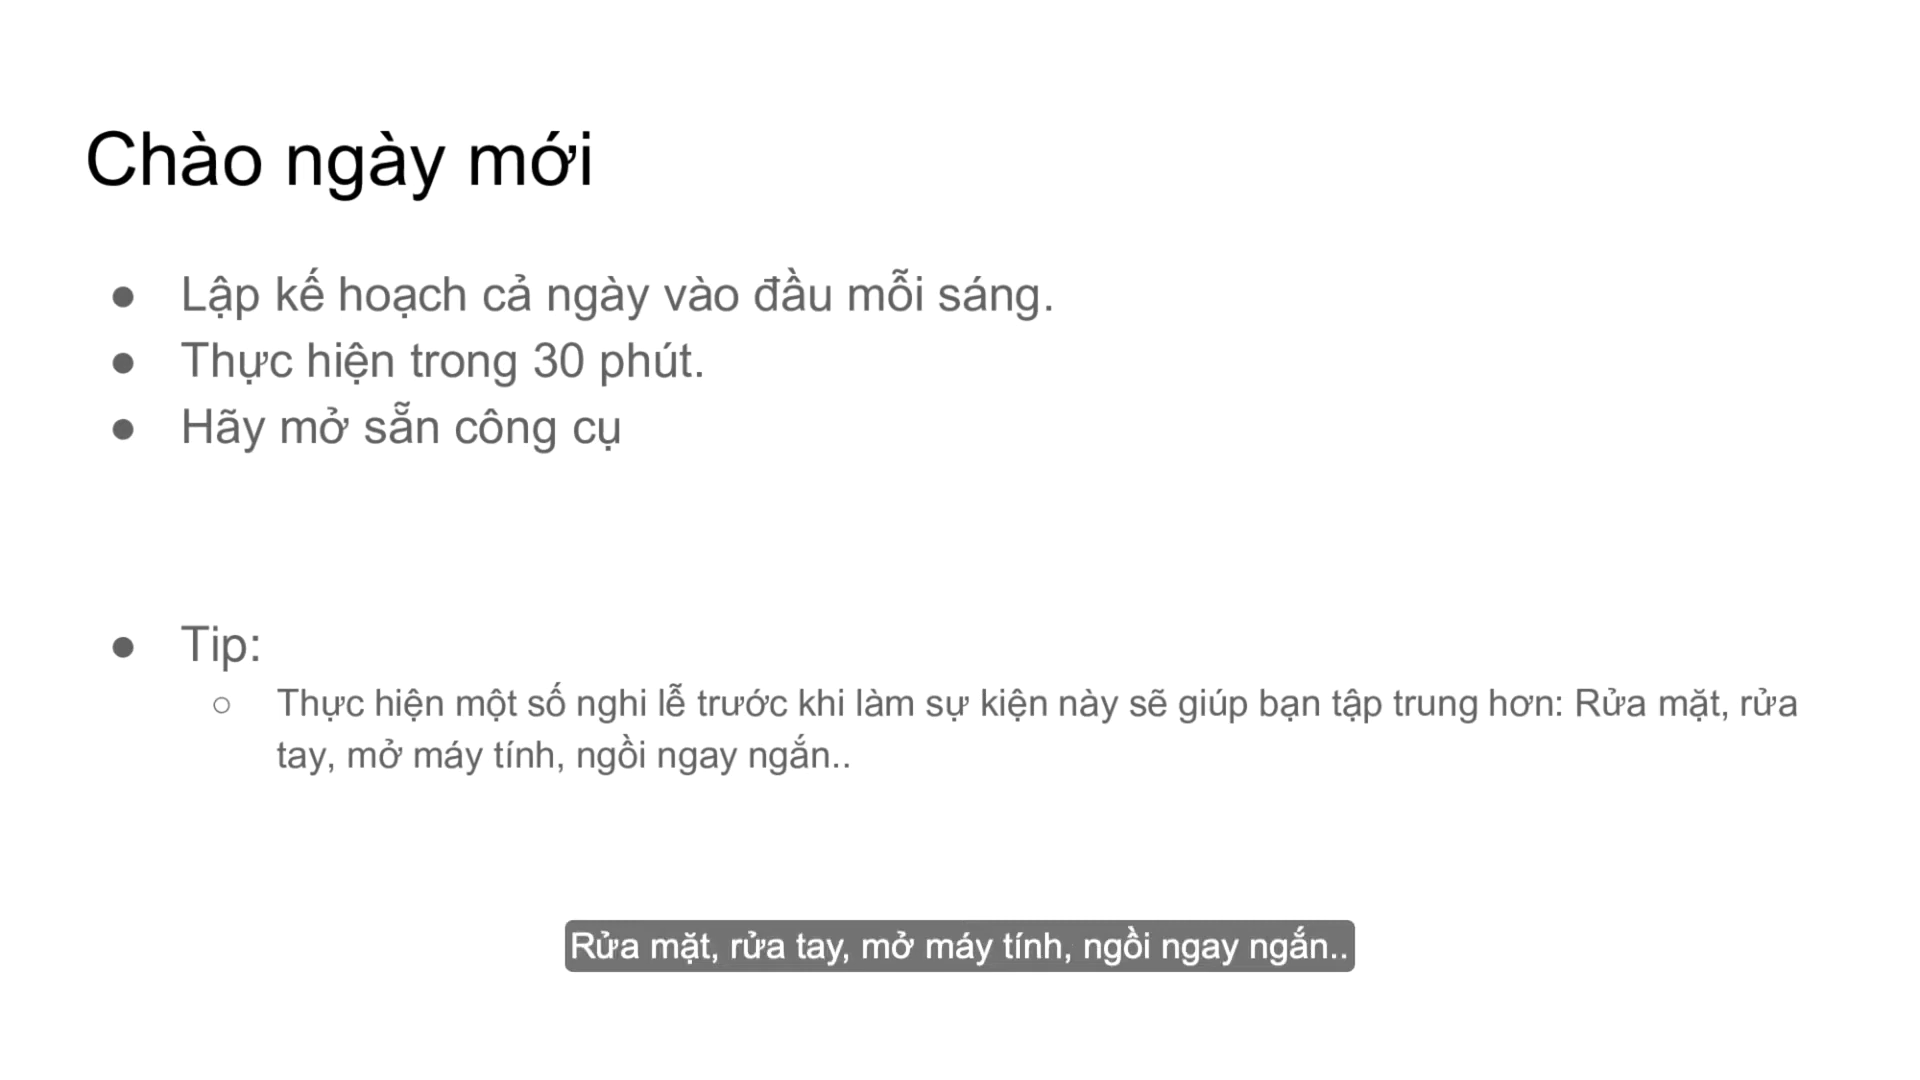 Chào ngày mới
● Lập kế hoạch cả ngày vào đầu mỗi sáng.
● Thực hiện trong 30 phút.
● Hãy mở sẵn công cụ
● Tip:
○ Thực hiện một số nghi lễ trước khi làm sự kiện này sẽ giúp bạn tập trung hơn: Rửa mặt, rửa
tay, mở máy tính, ngồi ngay ngắn..
Rửa mặt, rửa tay, mở máy tính, ngồi ngay ngắn..